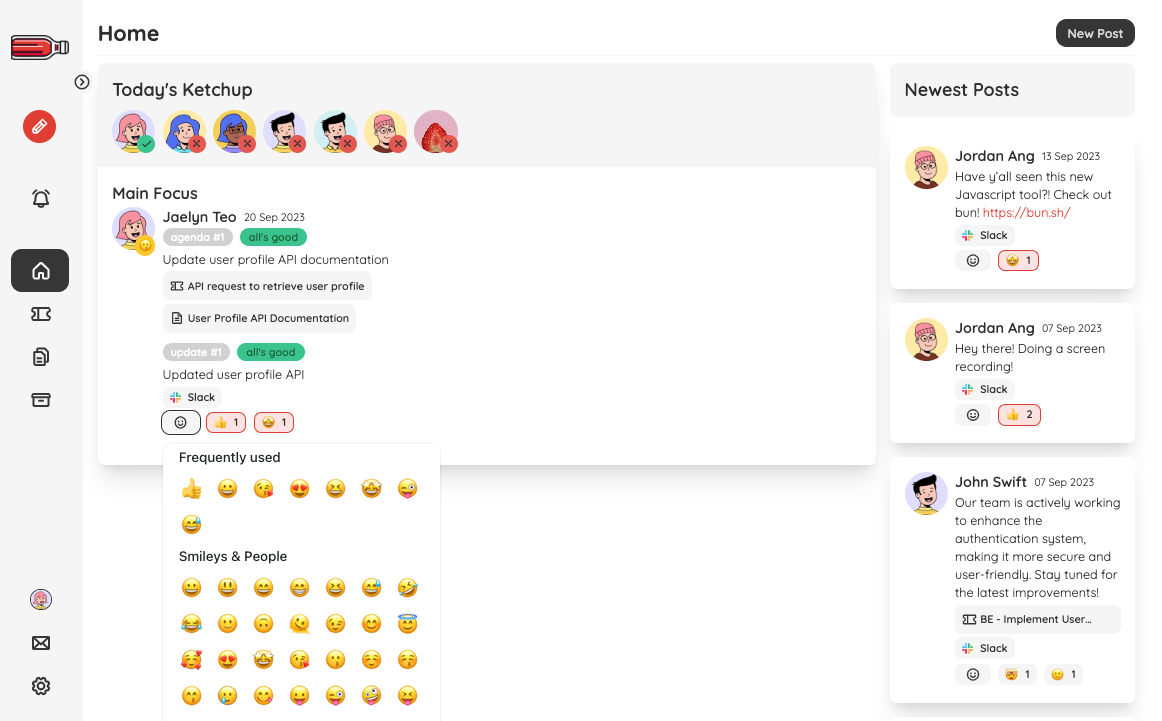 Home
New Post
Today's Ketchup
Main Focus
Jaelyn Teo 20 Sep 2023
agenda #1 all's good
Update user profile API documentation
API request to retrieve user profile
User Profile API Documentation
update #1 all's good
Updated user profile API
Slack
1 1
Frequently used
Smileys & People
Newest Posts
Jordan Ang 13 Sep 2023
Have y'all seen this new
Javascript tool?! Check out
bun! https://bun.sh/
Slack
1
Jordan Ang 07 Sep 2023
Hey there! Doing a screen
recording!
Slack
2
John Swift 07 Sep 2023
Our team is actively working
to enhance the
authentication system,
making it more secure and
user-friendly. Stay tuned for
the latest improvements!
BE - Implement User...
Slack
1 1